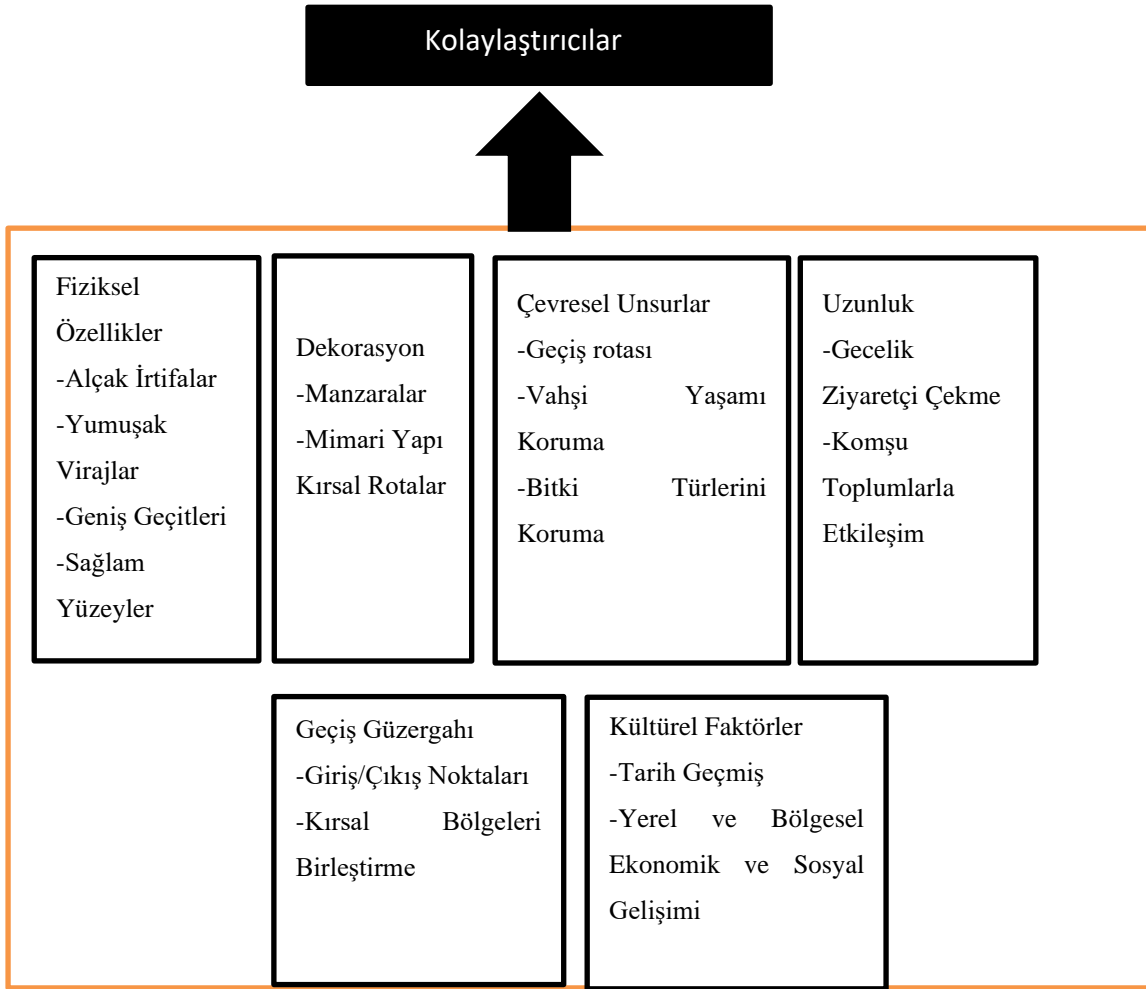 Kolaylaştırıcılar
Fiziksel
Özellikler
-Alçak İrtifalar
-Yumuşak
Virajlar
-Geniş Geçitleri
-Sağlam
Yüzeyler
Dekorasyon
-Manzaralar
-Mimari Yapı
Kırsal Rotalar
Çevresel Unsurlar
-Geçiş rotası
-Vahşi Yaşamı
Koruma
-Bitki Türlerini
Koruma
Uzunluk
-Gecelik
Ziyaretçi Çekme
-Komşu
Toplumlarla
Etkileşim
Geçiş Güzergahı
-Giriş/Çıkış Noktaları
-Kırsal Bölgeleri
Birleştirme
Kültürel Faktörler
-Tarih Geçmiş
-Yerel ve Bölgesel
Ekonomik ve Sosyal
Gelişimi